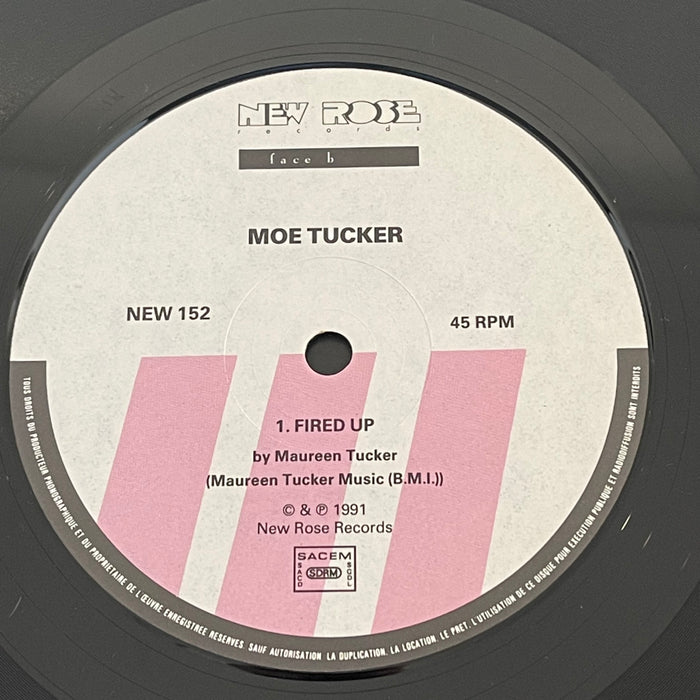 NEW ROSE
records
face b
MOE TUCKER
NEW 152
45 RPM
1. FIRED UP
by Maureen Tucker
(Maureen Tucker Music (B.M.I.))
© & ℗ 1991
New Rose Records
SACEM
SACD
SDRM
SGDL
TOUS DROITS DU PRODUCTEUR PHONOGRAPHIQUE ET DU PROPRIETAIRE DE L'ŒUVRE ENREGISTREE RESERVES. SAUF AUTORISATION LA DUPLICATION, LA LOCATION, LE PRET, L'UTILISATION DE CE DISQUE POUR EXECUTION PUBLIQUE ET RADIODIFFUSION SONT INTERDITS